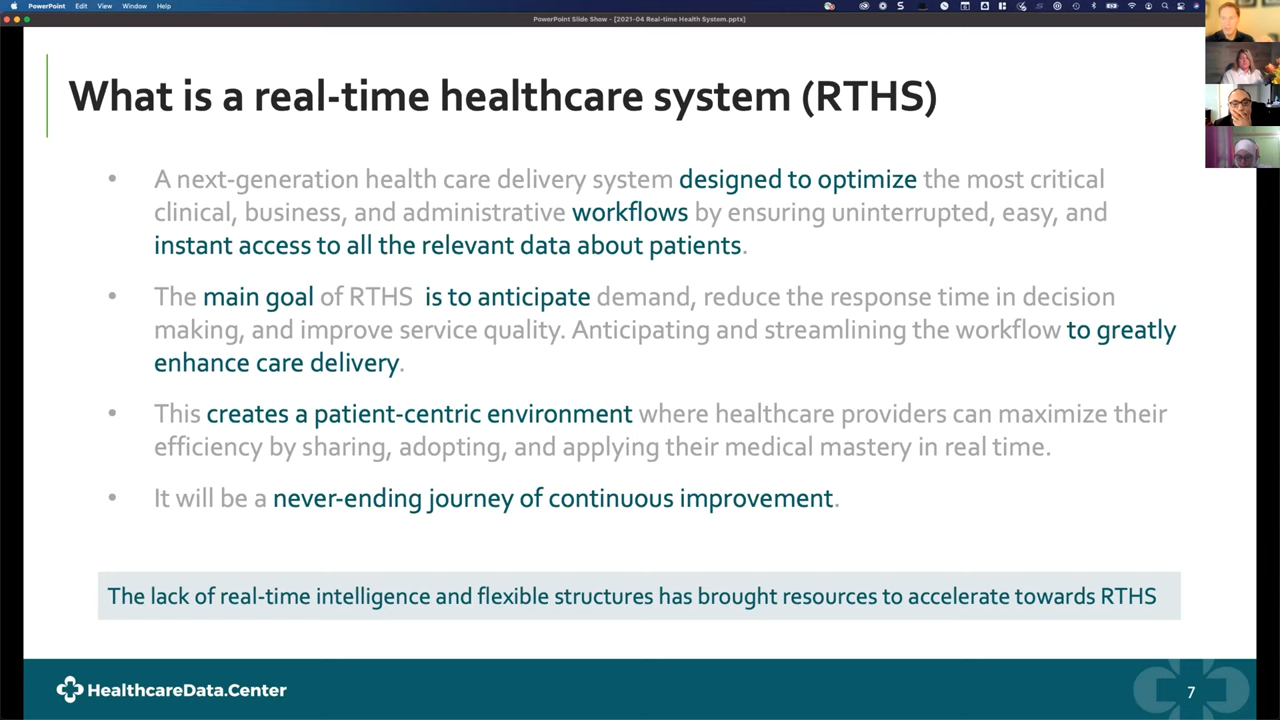 PowerPoint File Edit View Window Help
PowerPoint Slide Show - [2021-04 Real-time Health System.pptx]
What is a real-time healthcare system (RTHS)
• A next-generation health care delivery system designed to optimize the most critical
clinical, business, and administrative workflows by ensuring uninterrupted, easy, and
instant access to all the relevant data about patients.
• The main goal of RTHS is to anticipate demand, reduce the response time in decision
making, and improve service quality. Anticipating and streamlining the workflow to greatly
enhance care delivery.
• This creates a patient-centric environment where healthcare providers can maximize their
efficiency by sharing, adopting, and applying their medical mastery in real time.
• It will be a never-ending journey of continuous improvement.
The lack of real-time intelligence and flexible structures has brought resources to accelerate towards RTHS
HealthcareData.Center
7